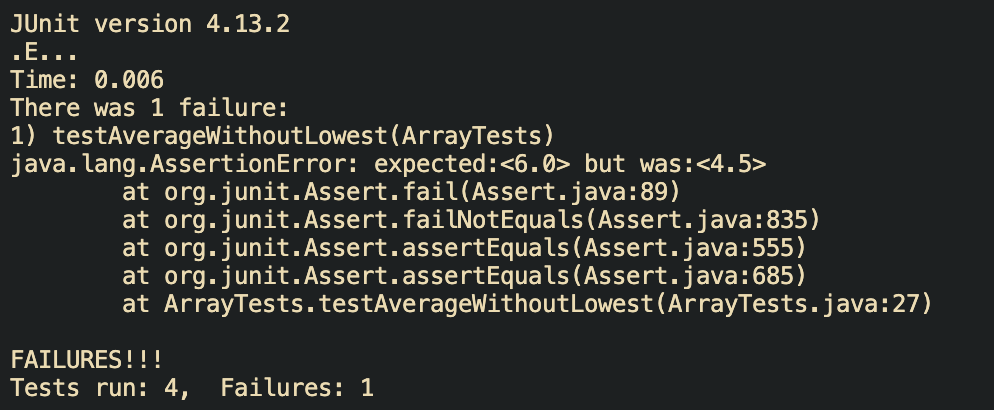 JUnit version 4.13.2
.E...
Time: 0.006
There was 1 failure:
1) testAverageWithoutLowest(ArrayTests)
java.lang.AssertionError: expected:<6.0> but was:<4.5>
        at org.junit.Assert.fail(Assert.java:89)
        at org.junit.Assert.failNotEquals(Assert.java:835)
        at org.junit.Assert.assertEquals(Assert.java:555)
        at org.junit.Assert.assertEquals(Assert.java:685)
        at ArrayTests.testAverageWithoutLowest(ArrayTests.java:27)

FAILURES!!!
Tests run: 4,  Failures: 1